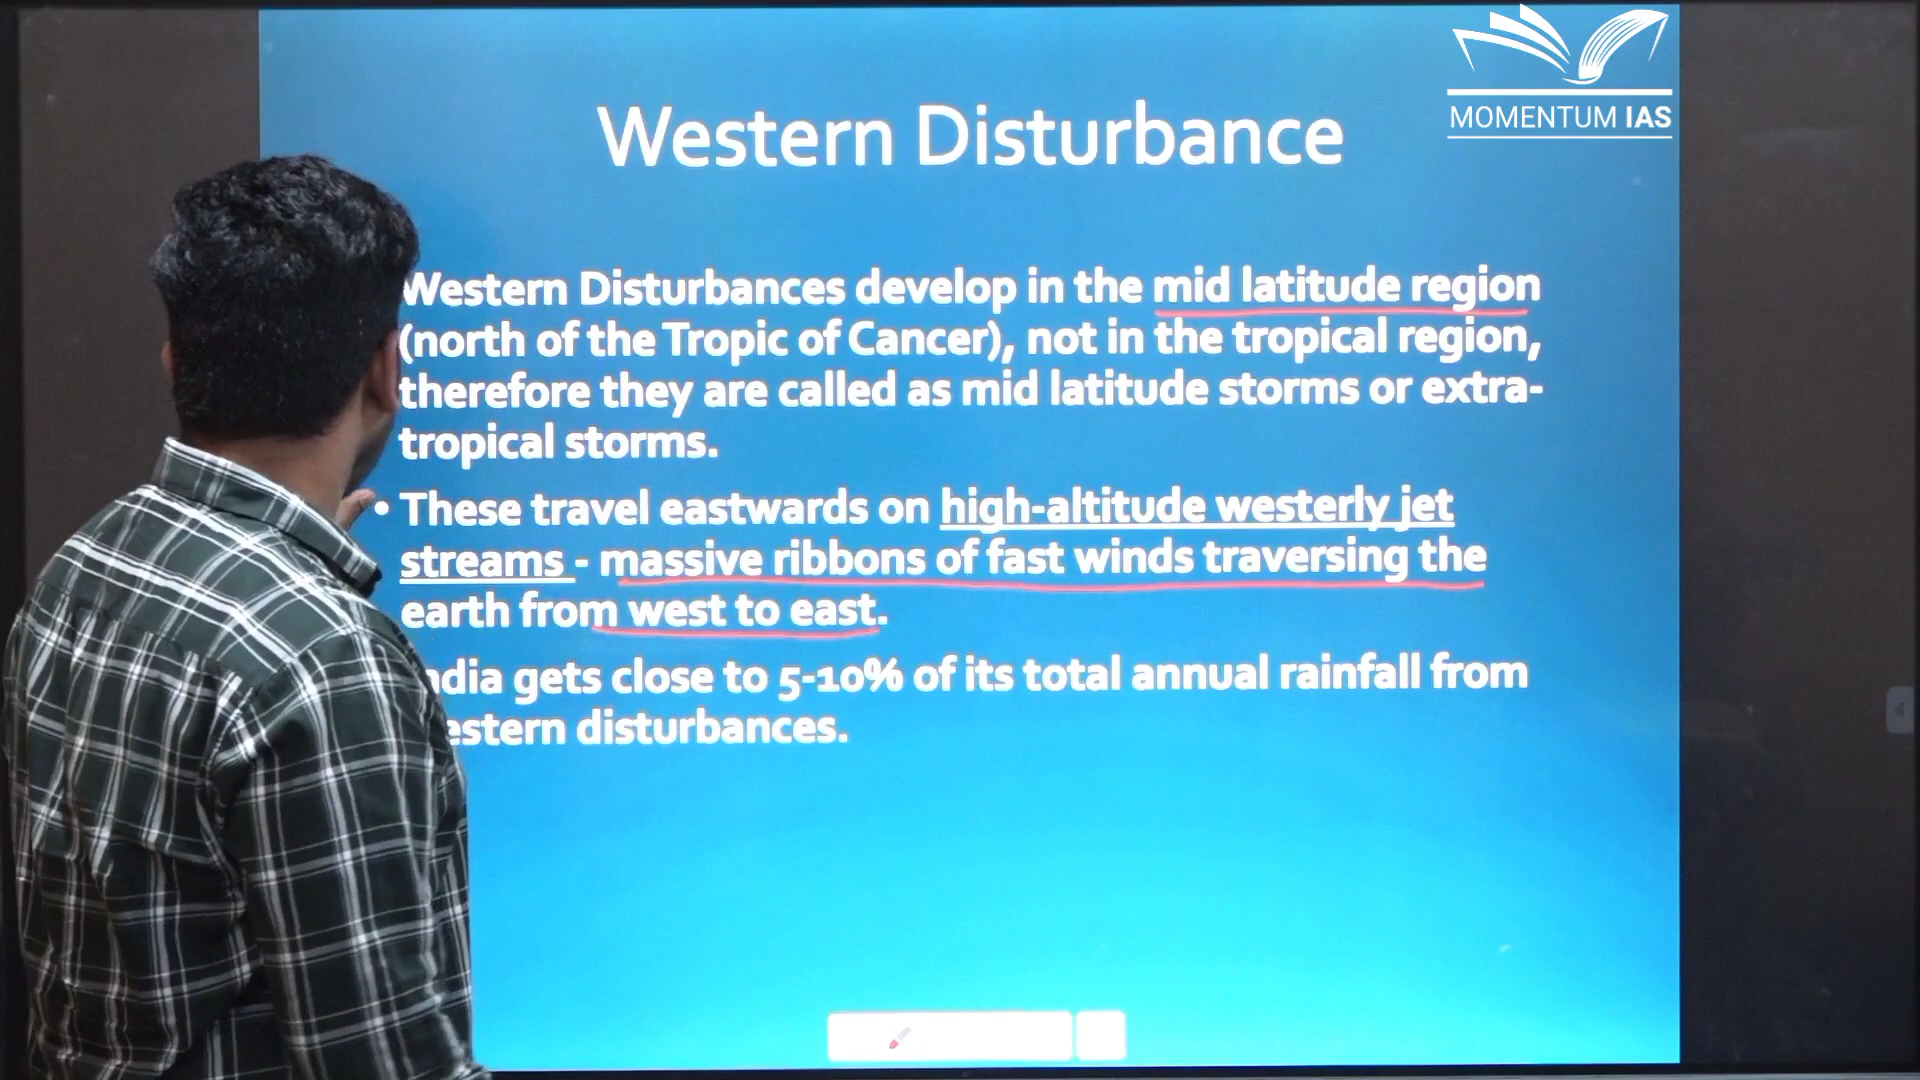 MOMENTUM IAS
Western Disturbance
Western Disturbances develop in the mid latitude region
(north of the Tropic of Cancer), not in the tropical region,
therefore they are called as mid latitude storms or extra-
tropical storms.
• These travel eastwards on high-altitude westerly jet
streams - massive ribbons of fast winds traversing the
earth from west to east.
ndia gets close to 5-10% of its total annual rainfall from
estern disturbances.